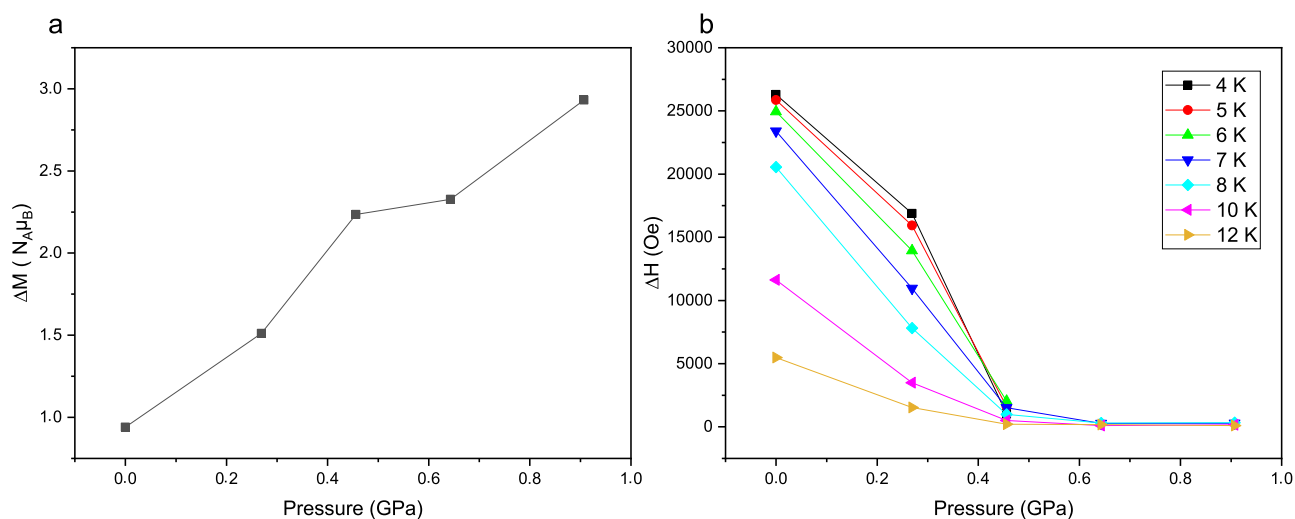 a
3.0
2.5
2.0
1.5
1.0
ΔM ( N_Aμ_B)
0.0 0.2 0.4 0.6 0.8 1.0
Pressure (GPa)
b
30000
25000
20000
15000
10000
5000
0
ΔH (Oe)
0.0 0.2 0.4 0.6 0.8 1.0
Pressure (GPa)
4 K
5 K
6 K
7 K
8 K
10 K
12 K